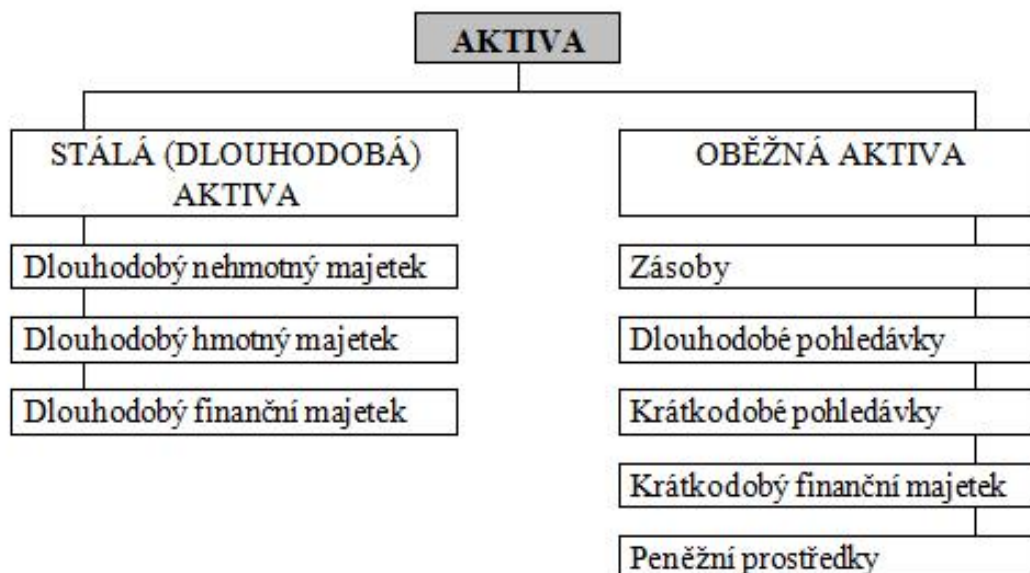 AKTIVA
STÁLÁ (DLOUHODOBÁ)
AKTIVA
Dlouhodobý nehmotný majetek
Dlouhodobý hmotný majetek
Dlouhodobý finanční majetek
OBĚŽNÁ AKTIVA
Zásoby
Dlouhodobé pohledávky
Krátkodobé pohledávky
Krátkodobý finanční majetek
Peněžní prostředky